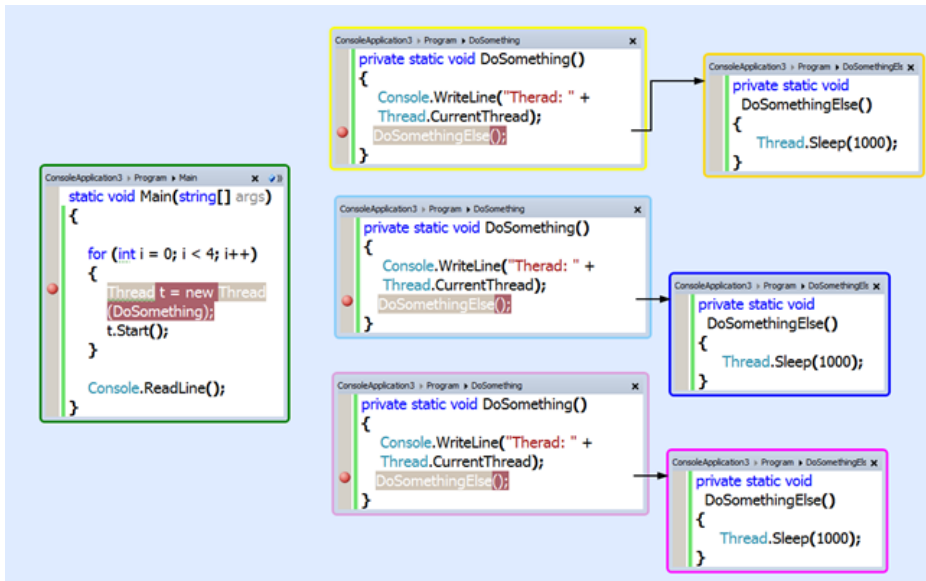 ConsoleApplication3 › Program ▸ Main
static void Main(string[] args)
{
for (int i = 0; i < 4; i++)
{
Thread t = new Thread
(DoSomething);
t.Start();
}
Console.ReadLine();
}
ConsoleApplication3 › Program ▸ DoSomething
private static void DoSomething()
{
Console.WriteLine("Therad: " +
Thread.CurrentThread);
DoSomethingElse();
}
ConsoleApplication3 › Program ▸ DoSomethingEls
private static void
DoSomethingElse()
{
Thread.Sleep(1000);
}
ConsoleApplication3 › Program ▸ DoSomething
private static void DoSomething()
{
Console.WriteLine("Therad: " +
Thread.CurrentThread);
DoSomethingElse();
}
ConsoleApplication3 › Program ▸ DoSomethingEls
private static void
DoSomethingElse()
{
Thread.Sleep(1000);
}
ConsoleApplication3 › Program ▸ DoSomething
private static void DoSomething()
{
Console.WriteLine("Therad: " +
Thread.CurrentThread);
DoSomethingElse();
}
ConsoleApplication3 › Program ▸ DoSomethingEls
private static void
DoSomethingElse()
{
Thread.Sleep(1000);
}